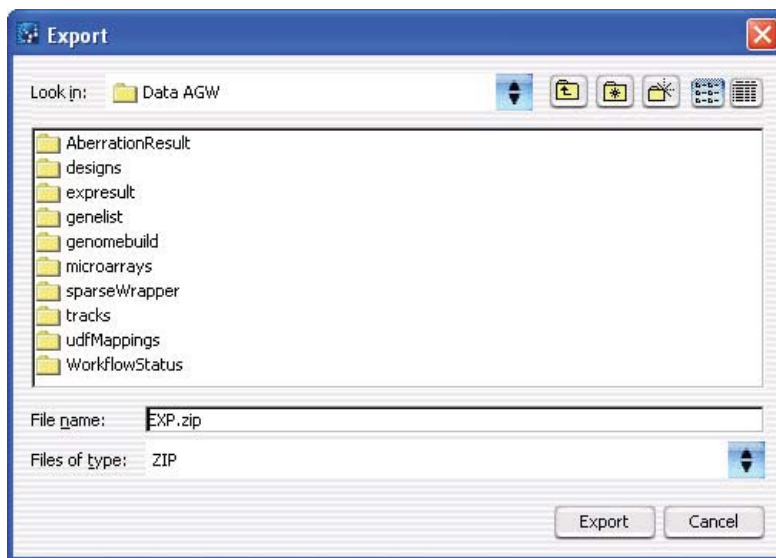 Export
Look in: Data AGW
AberrationResult
designs
expresult
genelist
genomebuild
microarrays
sparseWrapper
tracks
udfMappings
WorkflowStatus
File name: EXP.zip
Files of type: ZIP
Export Cancel